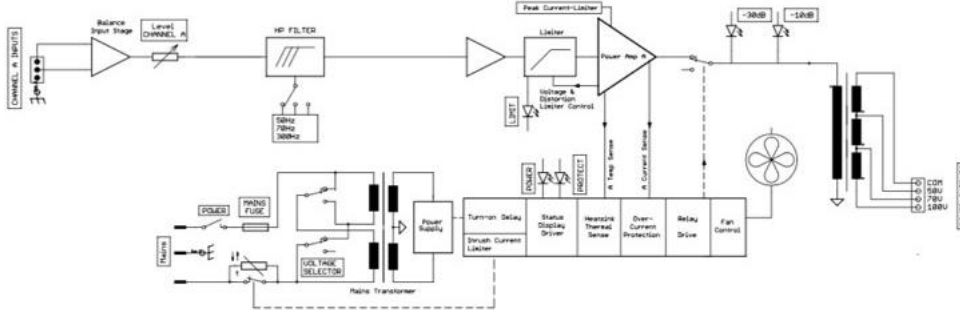 Balance
Input Stage
CHANNEL A INPUTS
Level
CHANNEL A
HP FILTER
50Hz
70Hz
300Hz
Peak Current-Limiter
Limiter
Power Amp A
Voltage &
Distortion
Limiter Control
LIMIT
-30dB
-10dB
A Temp Sense
A Current Sense
POWER
PROTECT
COM
50V
70V
100V
POWER
MAINS
FUSE
Mains
VOLTAGE
SELECTOR
Mains Transformer
Power
Supply
Turn-on Delay
Inrush Current
Limiter
Status
Display
Driver
Heatsink
Thermal
Sense
Over-
Current
Protection
Relay
Drive
Fan
Control